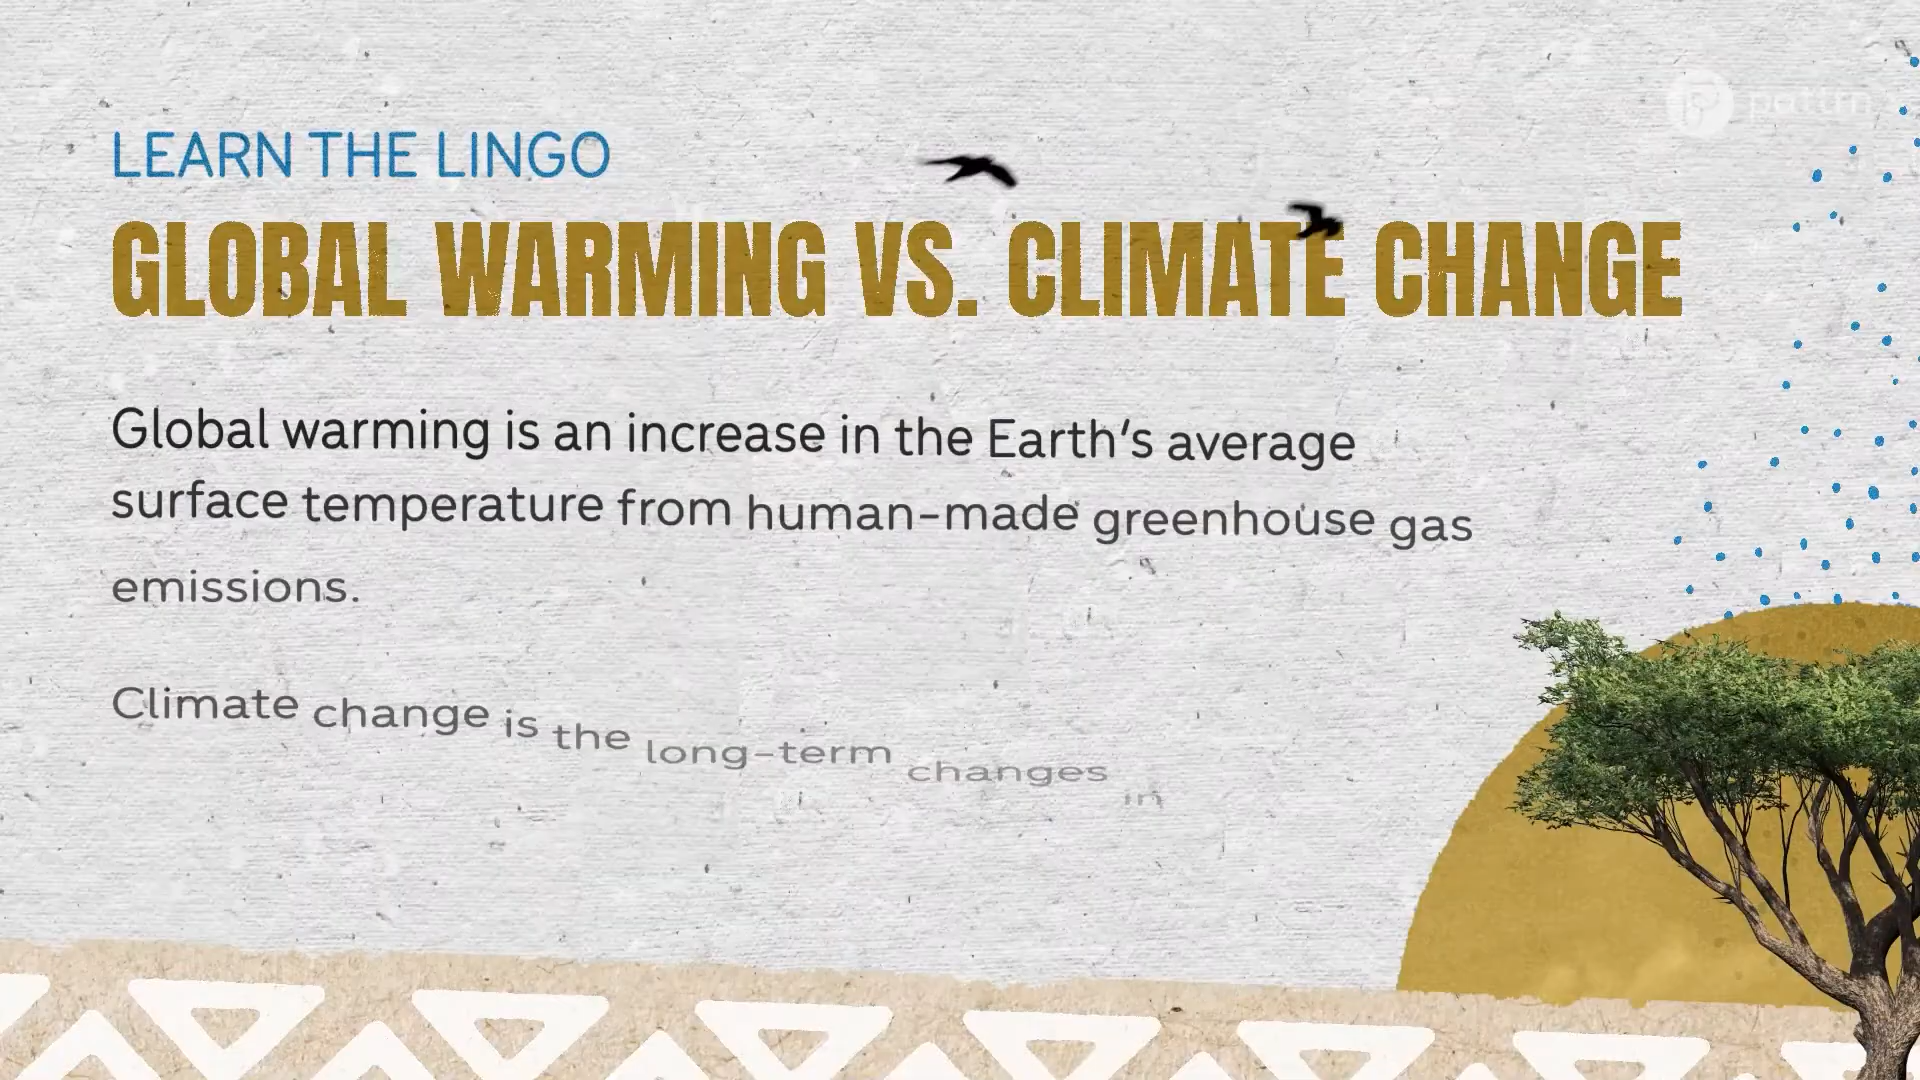 pattrn
LEARN THE LINGO
GLOBAL WARMING VS. CLIMATE CHANGE
Global warming is an increase in the Earth's average
surface temperature from human-made greenhouse gas
emissions.
Climate change is the long-term changes in